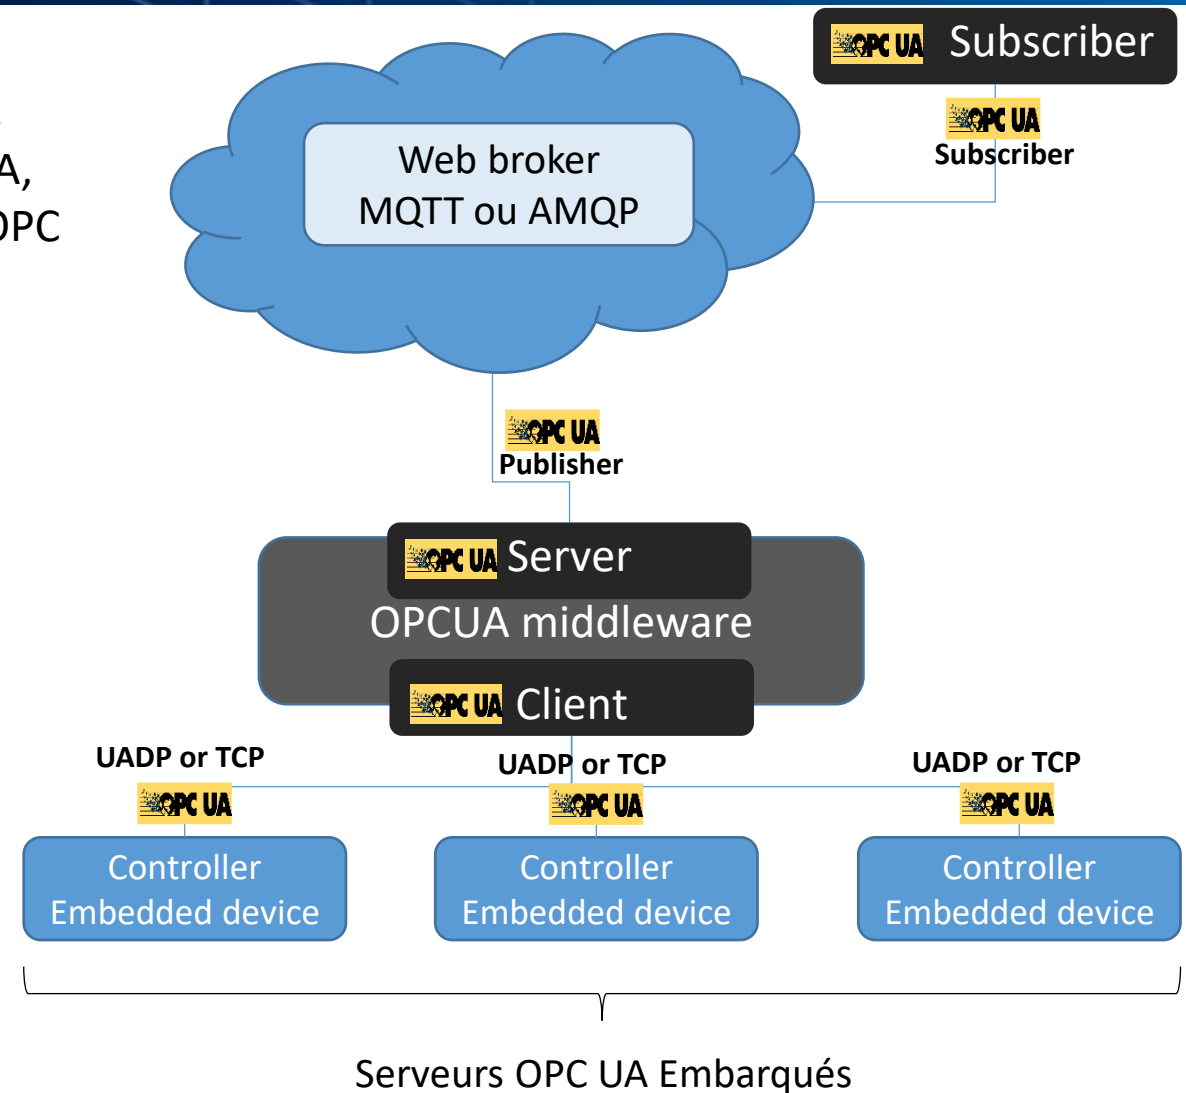 OPC UA Subscriber
OPC UA
Subscriber
A,
OPC
Web broker
MQTT ou AMQP
OPC UA
Publisher
OPC UA Server
OPCUA middleware
OPC UA Client
UADP or TCP
UADP or TCP
UADP or TCP
OPC UA
OPC UA
OPC UA
Controller
Embedded device
Controller
Embedded device
Controller
Embedded device
Serveurs OPC UA Embarqués